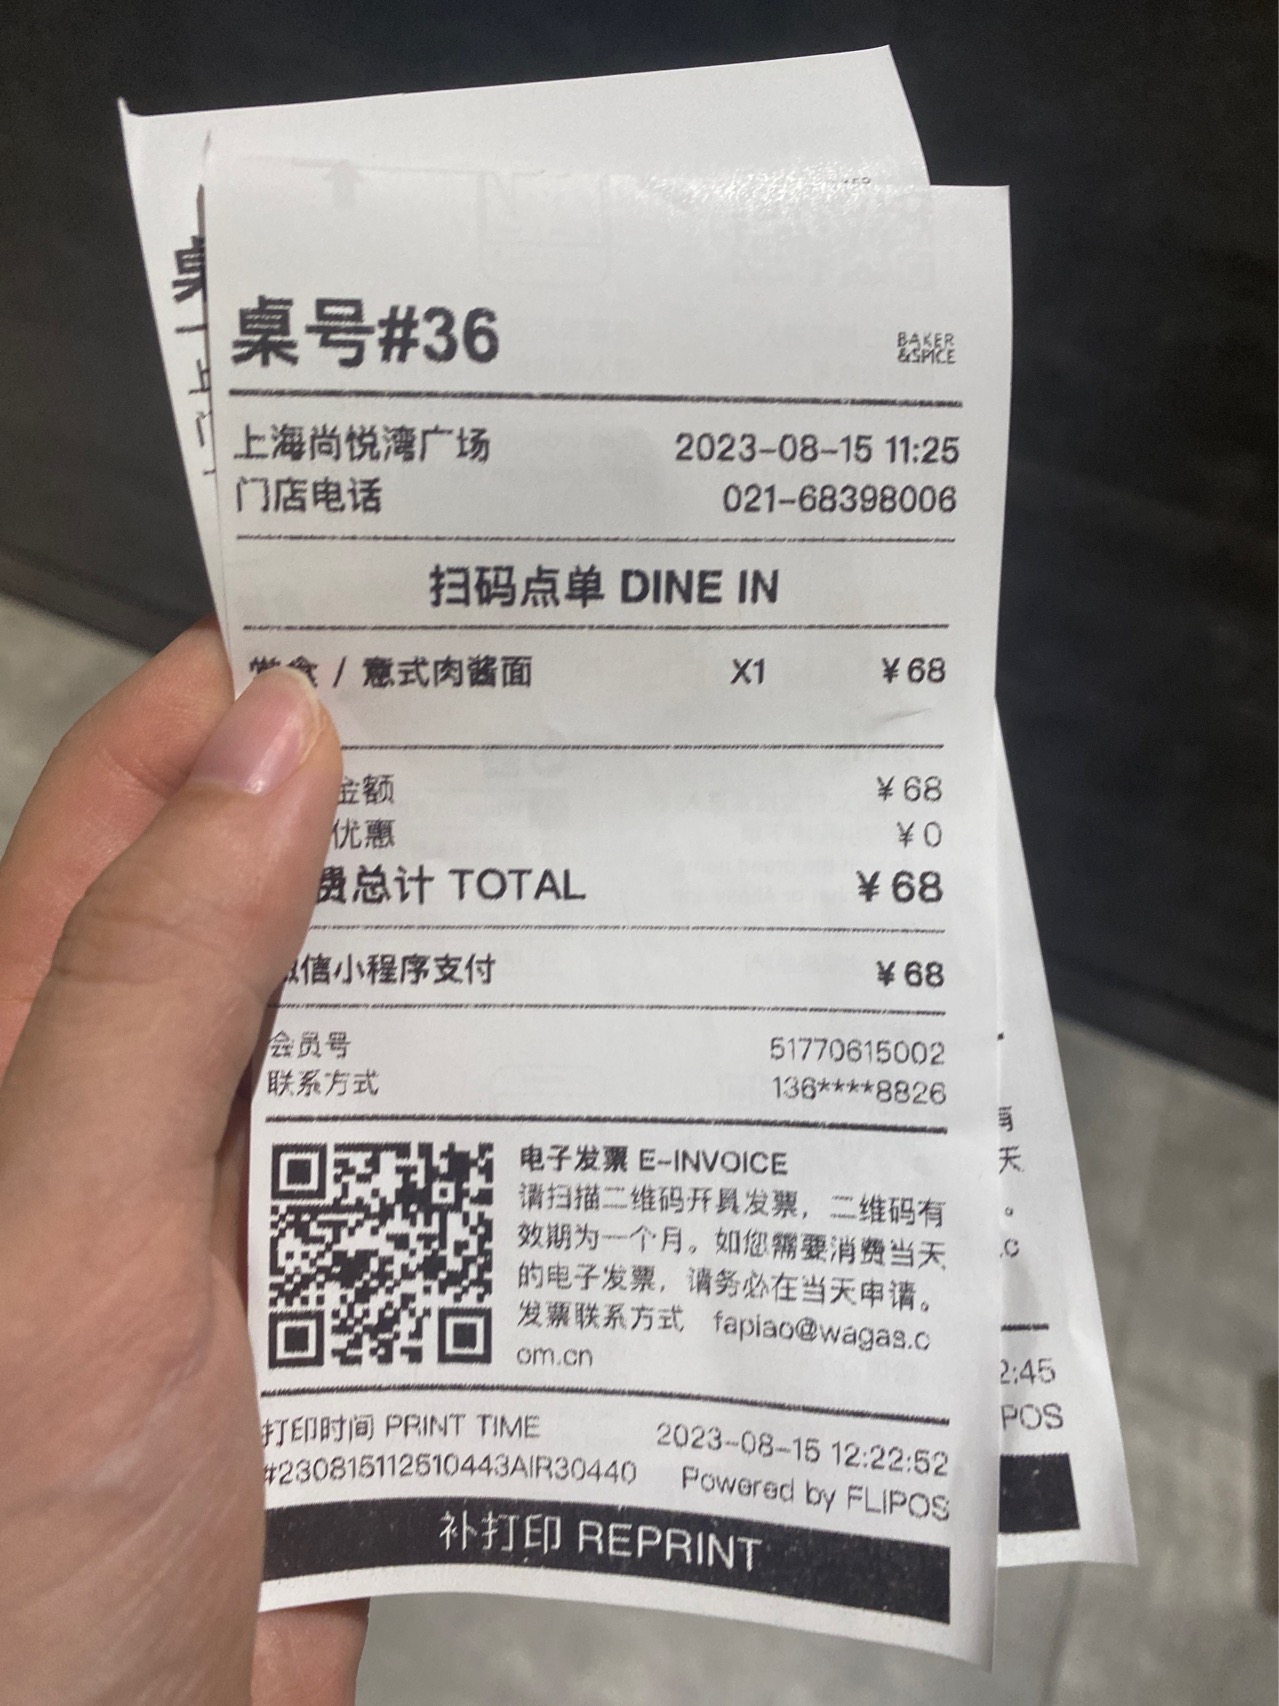 桌号#36
BAKER
&SPICE
上海尚悦湾广场 2023-08-15 11:25
门店电话 021-68398006
扫码点单 DINE IN
/ 意式肉酱面 X1 ¥68
金额 ¥68
优惠 ¥0
费总计 TOTAL ¥68
微信小程序支付 ¥68
会员号 51770615002
联系方式 136****8826
电子发票 E-INVOICE
请扫描二维码开具发票，二维码有
效期为一个月。如您需要消费当天
的电子发票，请务必在当天申请。
发票联系方式 fapiao@wagas.c
om.cn
打印时间 PRINT TIME 2023-08-15 12:22:52
#230815112510443AIR30440 Powered by FLIPOS
补打印 REPRINT
天
。
.c
2:45
POS